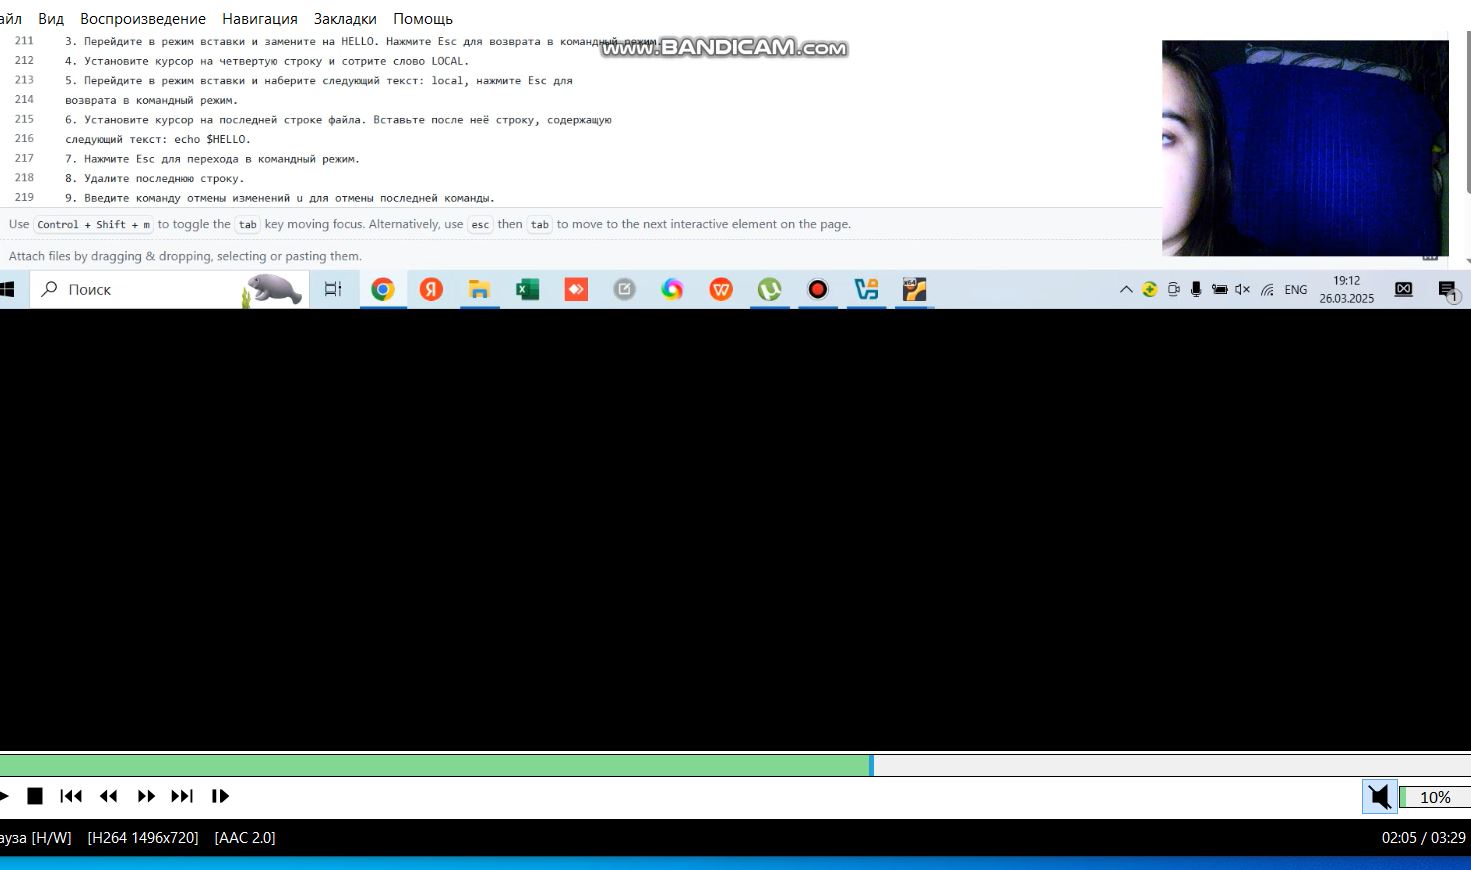 айл Вид Воспроизведение Навигация Закладки Помощь
211 3. Перейдите в режим вставки и замените на HELLO. Нажмите Esc для возврата в командный режим.
www.BANDICAM.com
212 4. Установите курсор на четвертую строку и сотрите слово LOCAL.
213 5. Перейдите в режим вставки и наберите следующий текст: local, нажмите Esc для
214 возврата в командный режим.
215 6. Установите курсор на последней строке файла. Вставьте после неё строку, содержащую
216 следующий текст: echo $HELLO.
217 7. Нажмите Esc для перехода в командный режим.
218 8. Удалите последнюю строку.
219 9. Введите команду отмены изменений u для отмены последней команды.
Use Control + Shift + m to toggle the tab key moving focus. Alternatively, use esc then tab to move to the next interactive element on the page.
Attach files by dragging & dropping, selecting or pasting them.
Поиск
ENG
19:12
26.03.2025
1
10%
ауза [H/W] [H264 1496x720] [AAC 2.0]
02:05 / 03:29